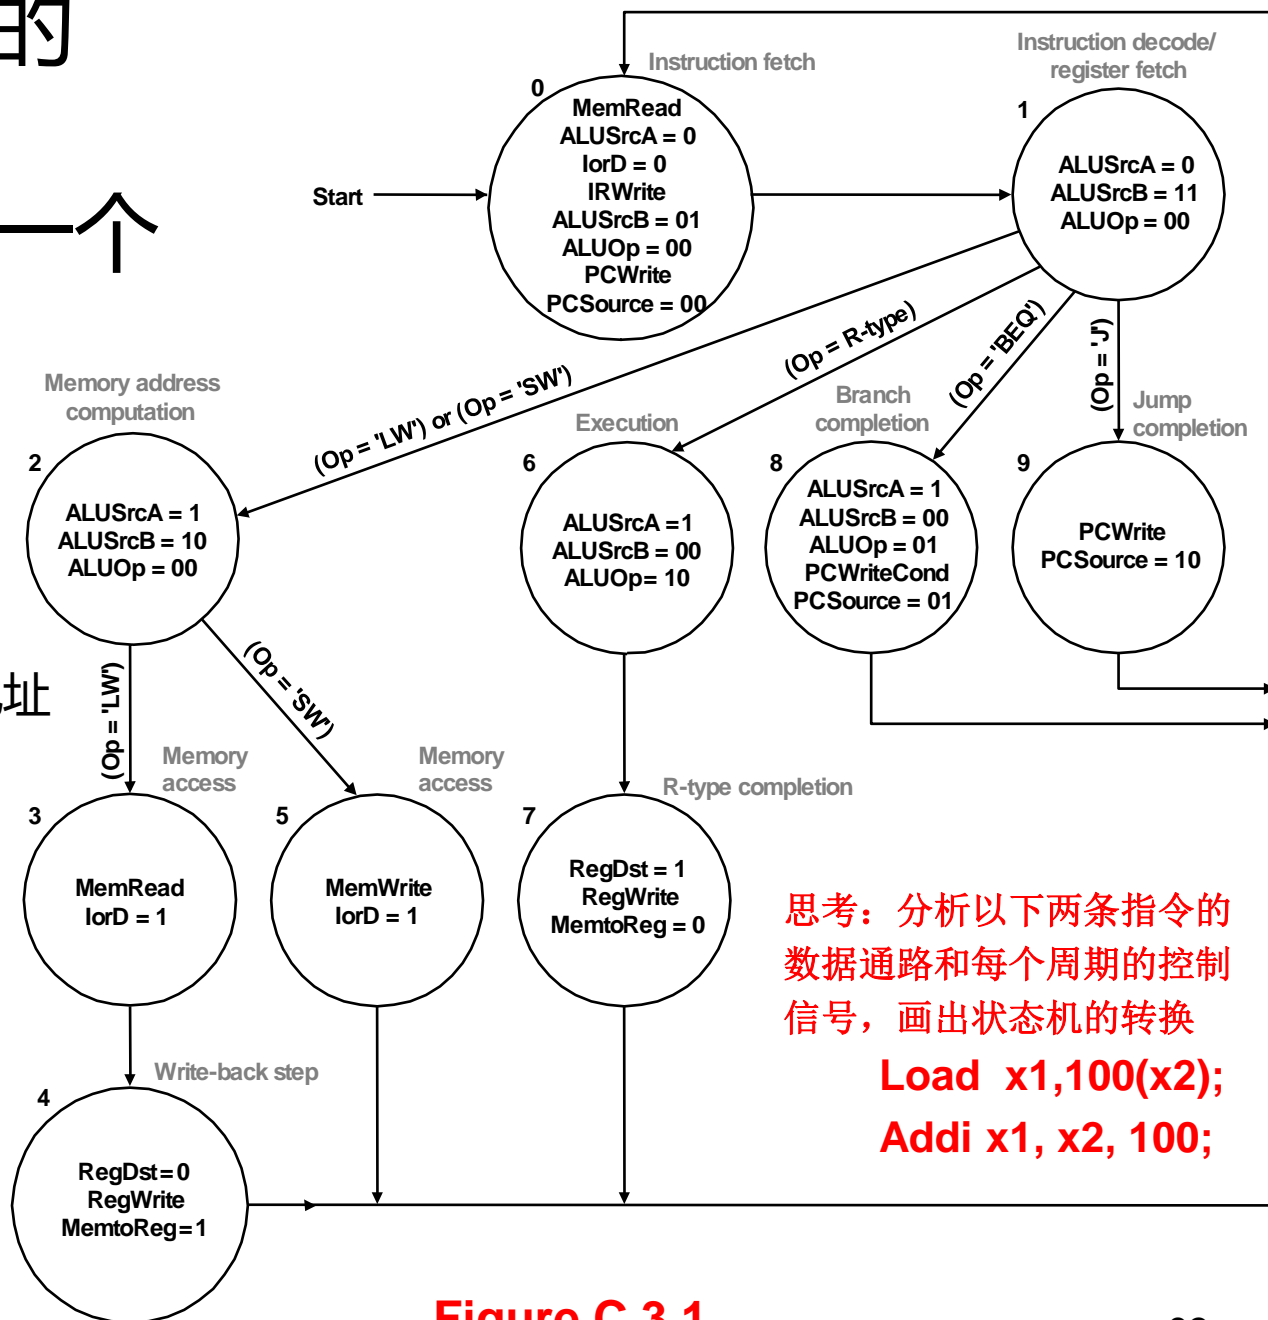 的
一个
址
Start
Instruction fetch
0
MemRead
ALUSrcA = 0
IorD = 0
IRWrite
ALUSrcB = 01
ALUOp = 00
PCWrite
PCSource = 00
Instruction decode/
register fetch
1
ALUSrcA = 0
ALUSrcB = 11
ALUOp = 00
(Op = 'LW') or (Op = 'SW')
(Op = R-type)
(Op = 'BEQ')
(Op = 'J')
Memory address
computation
2
ALUSrcA = 1
ALUSrcB = 10
ALUOp = 00
Execution
6
ALUSrcA =1
ALUSrcB = 00
ALUOp= 10
Branch
completion
8
ALUSrcA = 1
ALUSrcB = 00
ALUOp = 01
PCWriteCond
PCSource = 01
Jump
completion
9
PCWrite
PCSource = 10
(Op = 'LW')
(Op = 'SW')
Memory
access
3
MemRead
IorD = 1
Memory
access
5
MemWrite
IorD = 1
R-type completion
7
RegDst = 1
RegWrite
MemtoReg = 0
Write-back step
4
RegDst=0
RegWrite
MemtoReg=1
思考：分析以下两条指令的
数据通路和每个周期的控制
信号，画出状态机的转换
Load x1,100(x2);
Addi x1, x2, 100;
Figure C.3.1